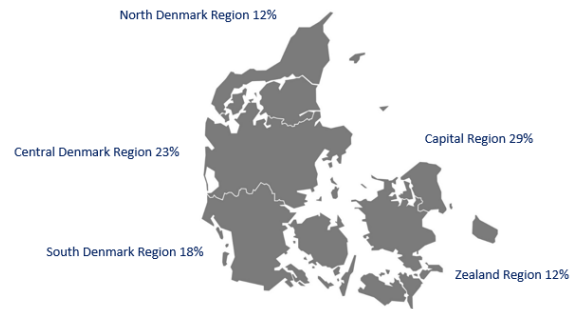 North Denmark Region 12%
Capital Region 29%
Central Denmark Region 23%
South Denmark Region 18%
Zealand Region 12%